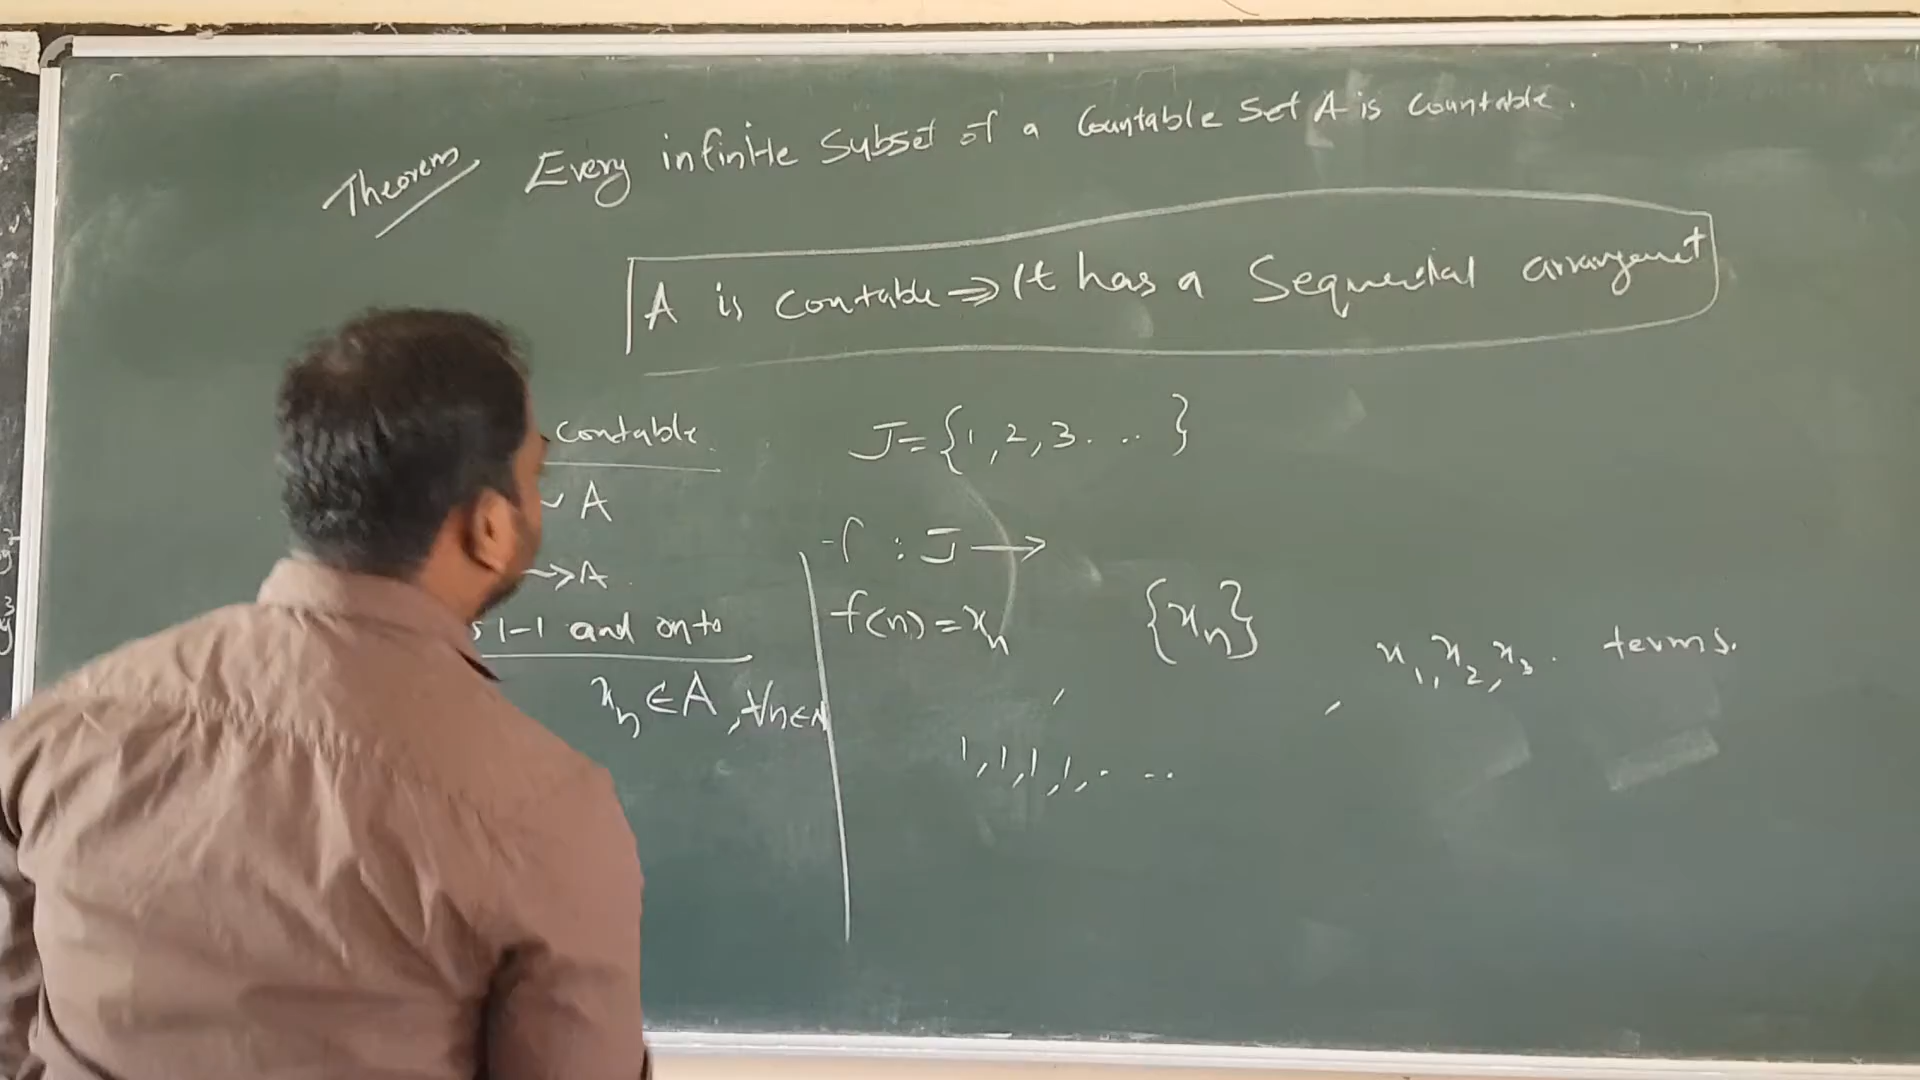 Theorem Every infinite subset of a Countable Set A is countable.
A is contable ⇒ It has a Sequential arrangement
contable
~ A
→ A
s 1-1 and onto
xₙ ∈ A, ∀n∈N
J = {1, 2, 3 . . . }
f : J →
f(n) = xₙ
{xₙ}
x₁, x₂, x₃ . terms.
1, 1, 1, 1, . . .